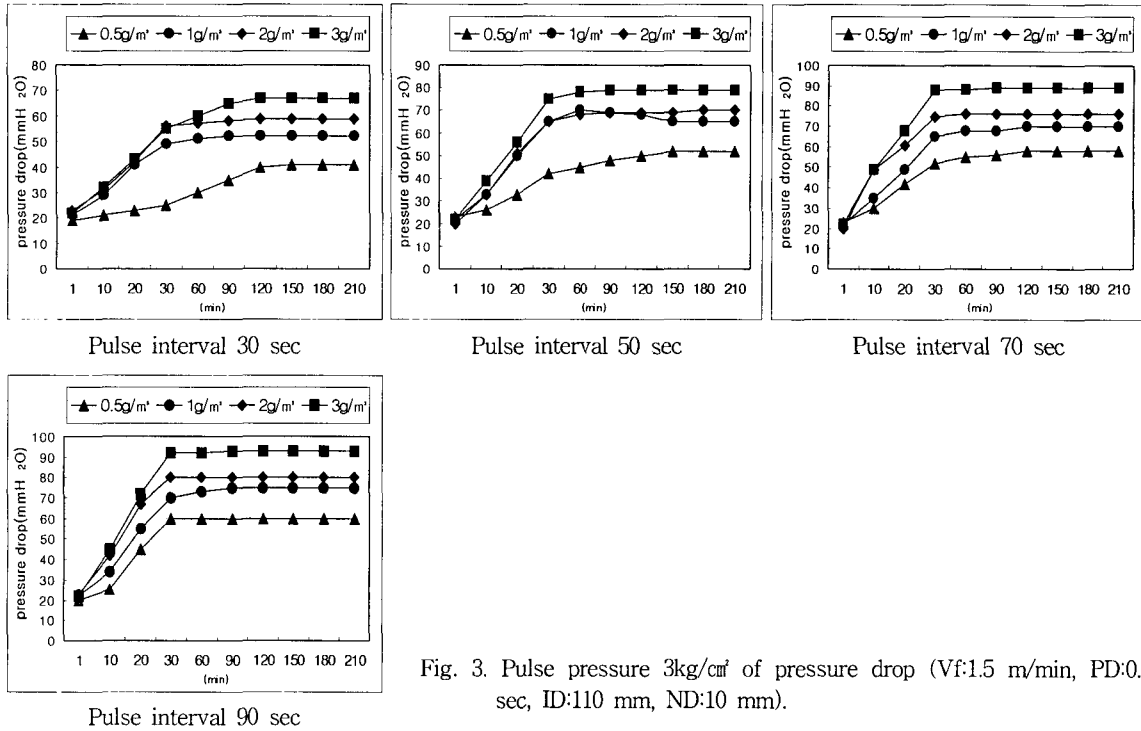 0.5g/㎥ 1g/㎥ 2g/㎥ 3g/㎥
80
70
60
50
40
30
20
10
0
pressure drop(mmH 2O)
1 10 20 30 60 90 120 150 180 210
(min)
Pulse interval 30 sec
0.5g/㎥ 1g/㎥ 2g/㎥ 3g/㎥
90
80
70
60
50
40
30
20
10
0
pressure drop(mmH 2O)
1 10 20 30 60 90 120 150 180 210
(min)
Pulse interval 50 sec
0.5g/㎥ 1g/㎥ 2g/㎥ 3g/㎥
100
90
80
70
60
50
40
30
20
10
0
pressure drop(mmH 2O)
1 10 20 30 60 90 120 150 180 210
(min)
Pulse interval 70 sec
0.5g/㎥ 1g/㎥ 2g/㎥ 3g/㎥
100
90
80
70
60
50
40
30
20
10
0
pressure drop(mmH 2O)
1 10 20 30 60 90 120 150 180 210
(min)
Pulse interval 90 sec
Fig. 3. Pulse pressure 3kg/㎠ of pressure drop (Vf:1.5 m/min, PD:0.
sec, ID:110 mm, ND:10 mm).